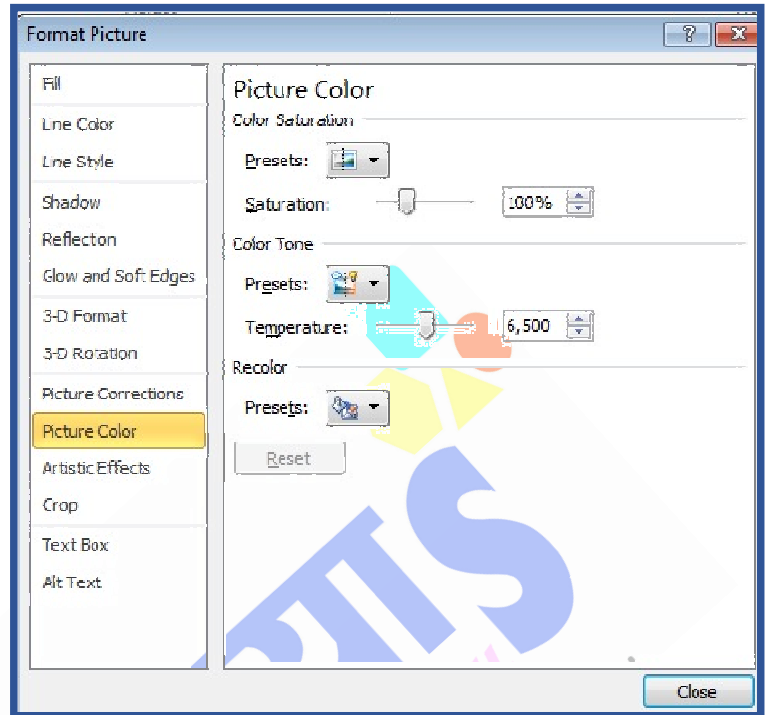 Format Picture
Fill
Line Color
Line Style
Shadow
Reflection
Glow and Soft Edges
3-D Format
3-D Rotation
Picture Corrections
Picture Color
Artistic Effects
Crop
Text Box
Alt Text
Picture Color
Color Saturation
Presets:
Saturation: 100%
Color Tone
Presets:
Temperature: 6,500
Recolor
Presets:
Reset
Close